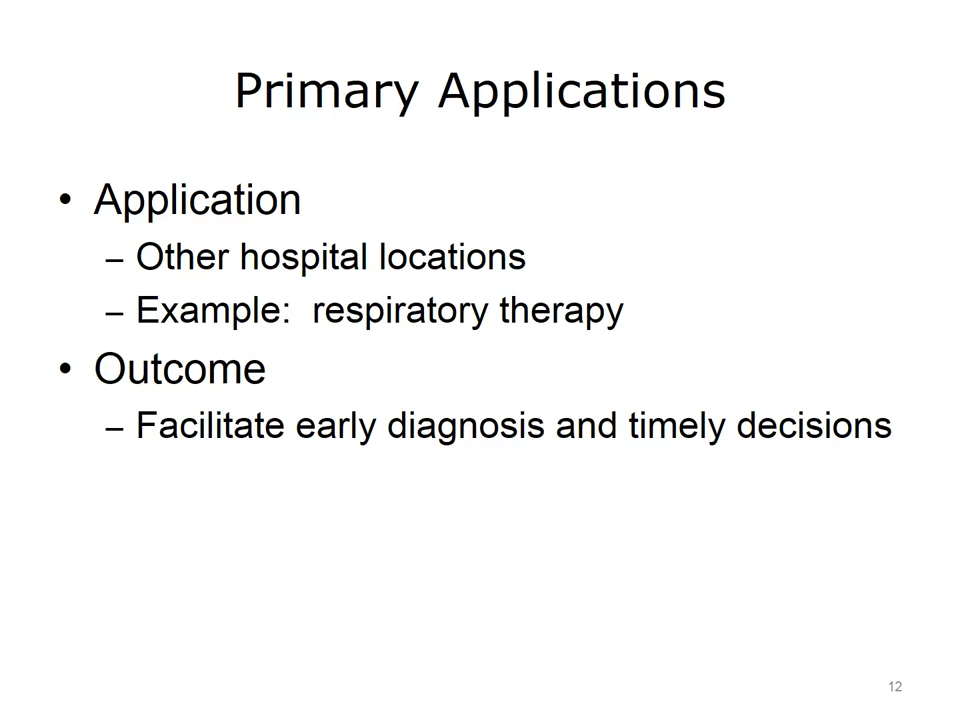 Primary Applications
• Application
– Other hospital locations
– Example:  respiratory therapy
• Outcome
– Facilitate early diagnosis and timely decisions
12